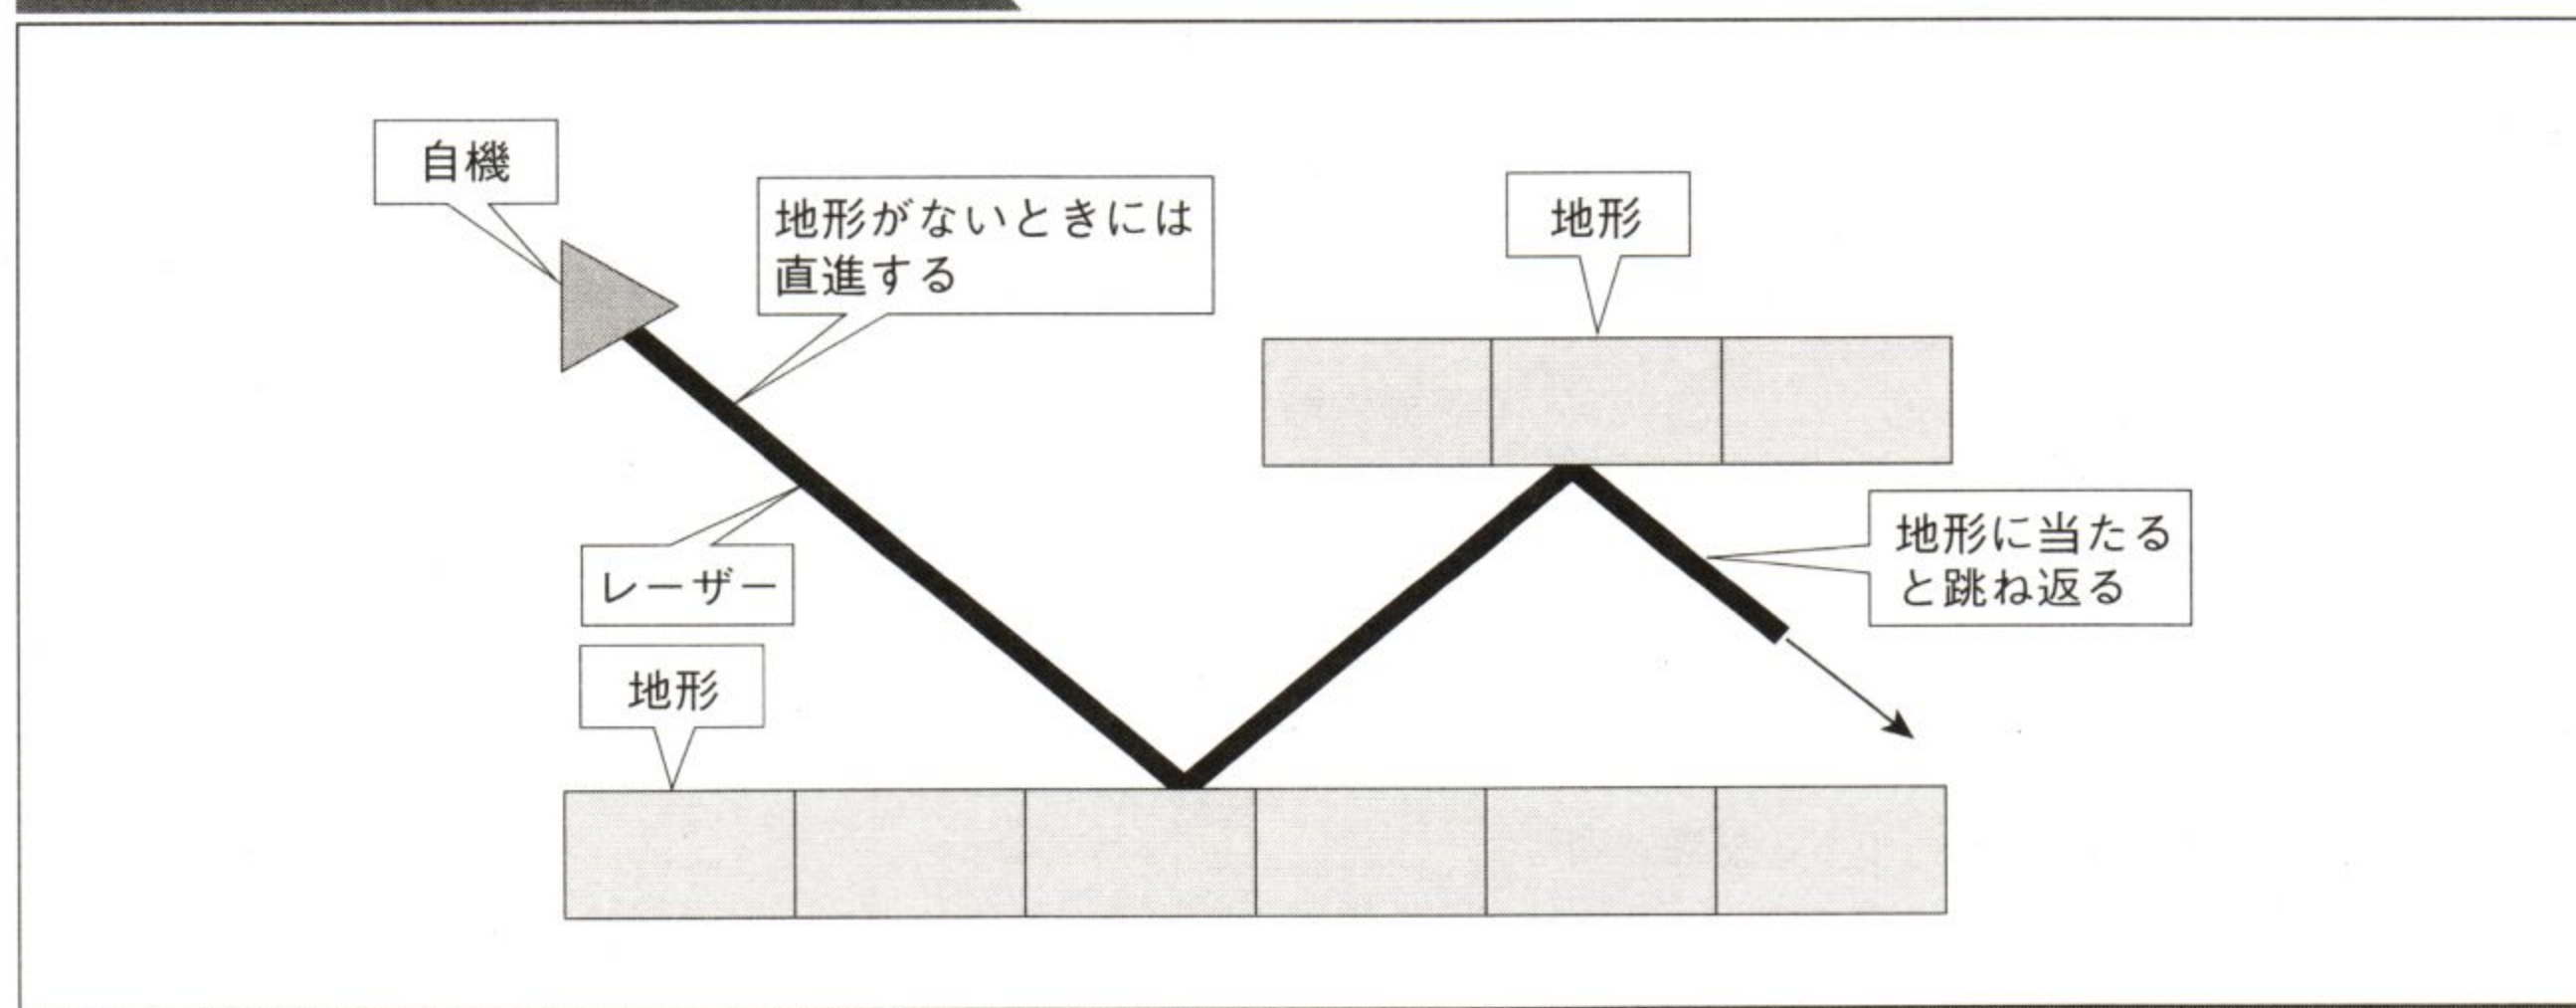 自機
地形がないときには
直進する
地形
レーザー
地形に当たる
と跳ね返る
地形